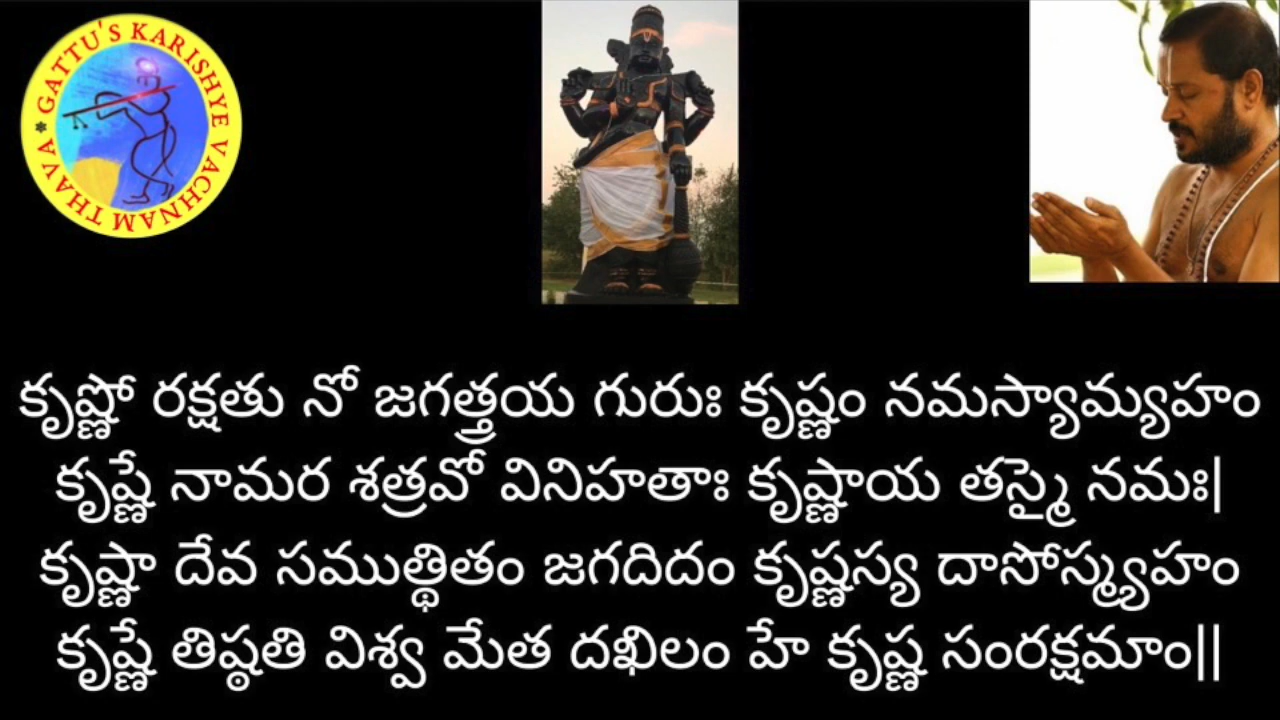 GATTU'S KARISHYE VACHNAM THAVA *
కృష్ణో రక్షతు నో జగత్త్రయ గురుః కృష్ణం నమస్యామ్యహం
కృష్ణే నామర శత్రవో వినిహతాః కృష్ణాయ తస్మై నమః|
కృష్ణా దేవ సముత్థితం జగదిదం కృష్ణస్య దాసోస్మ్యహం
కృష్ణే తిష్ఠతి విశ్వ మేత దఖిలం హే కృష్ణ సంరక్షమాం||